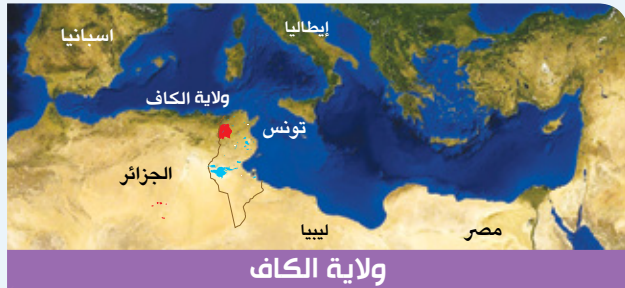 اسبانيا
إيطاليا
ولاية الكاف
تونس
الجزائر
ليبيا
مصر
ولاية الكاف